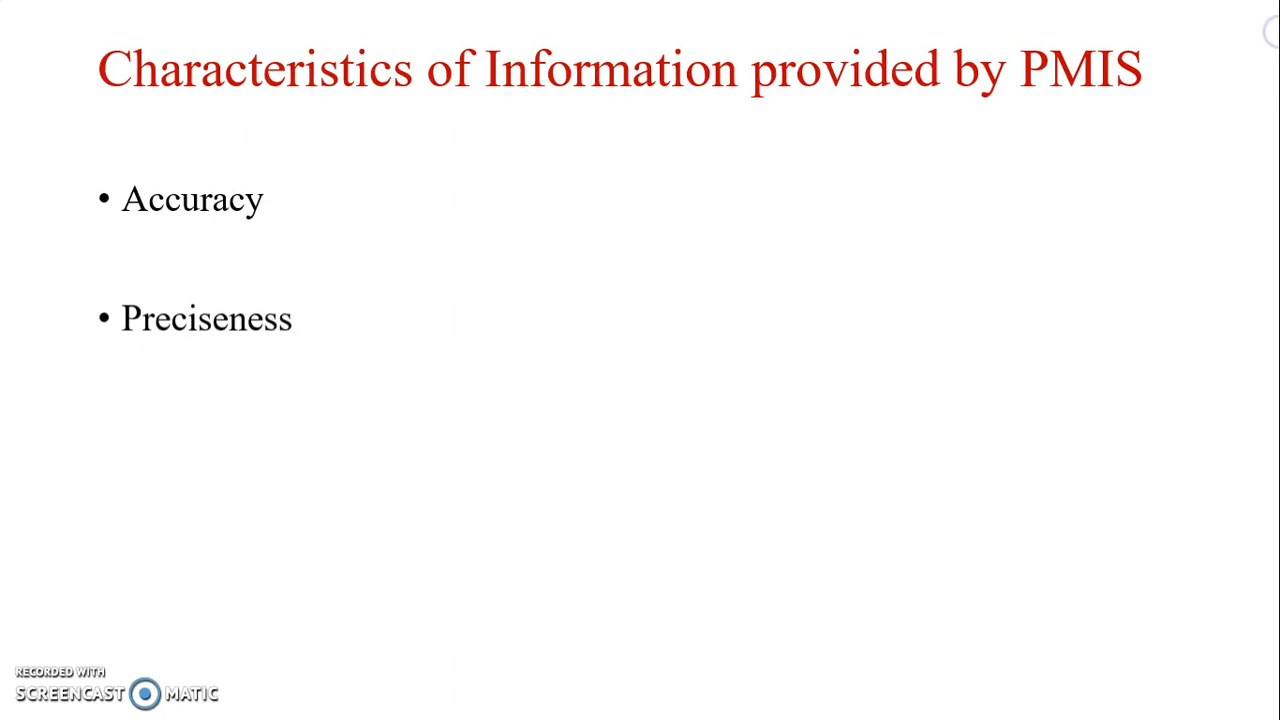 Characteristics of Information provided by PMIS
• Accuracy
• Preciseness
RECORDED WITH
SCREENCAST MATIC